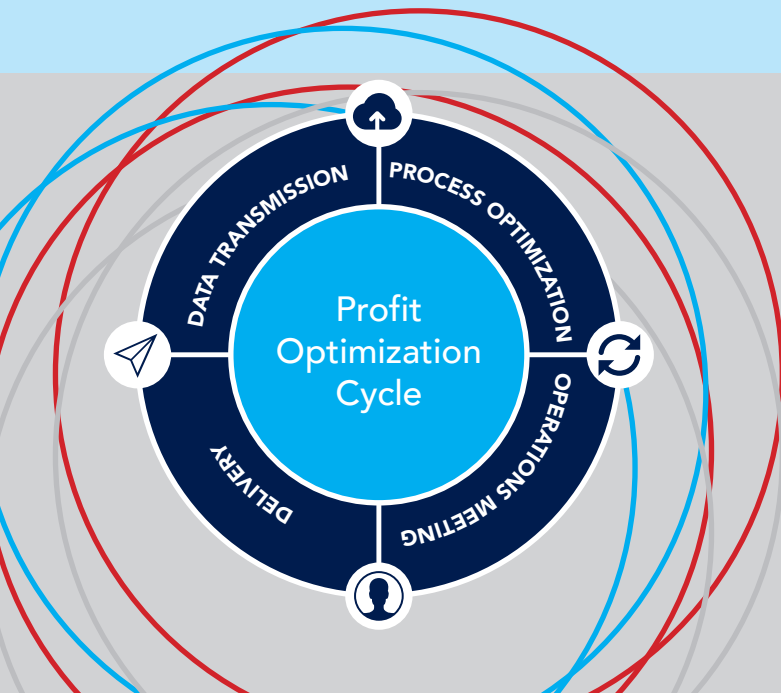 DATA TRANSMISSION
PROCESS OPTIMIZATION
Profit
Optimization
Cycle
DELIVERY
OPERATIONS MEETING